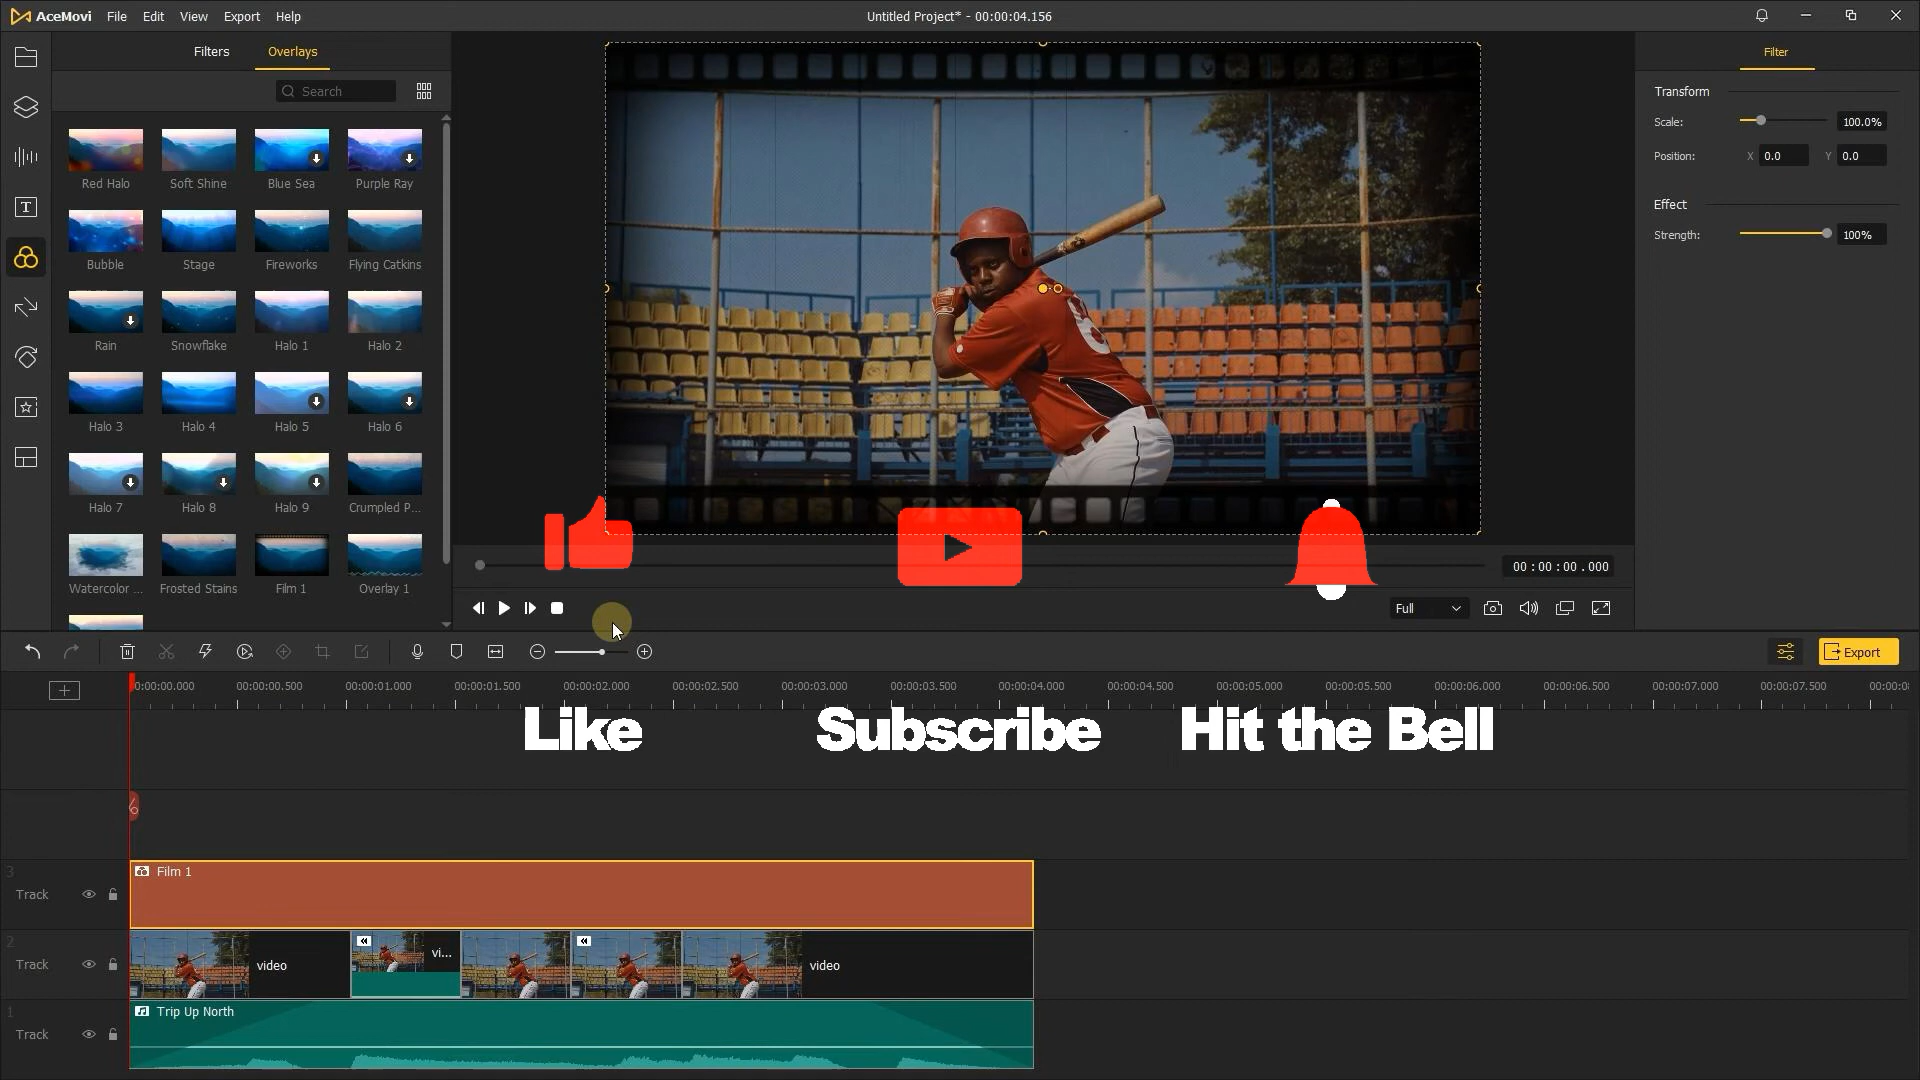 AceMovi File Edit View Export Help
Untitled Project* - 00:00:04.156
Filters Overlays
Search
Red Halo Soft Shine Blue Sea Purple Ray
Bubble Stage Fireworks Flying Catkins
Rain Snowflake Halo 1 Halo 2
Halo 3 Halo 4 Halo 5 Halo 6
Halo 7 Halo 8 Halo 9 Crumpled P...
Watercolor ... Frosted Stains Film 1 Overlay 1
Filter
Transform
Scale: 100.0%
Position: X 0.0 Y 0.0
Effect
Strength: 100%
00 : 00 : 00 .000
Full
Export
0:00:00.000 00:00:00.500 00:00:01.000 00:00:01.500 00:00:02.000 00:00:02.500 00:00:03.000 00:00:03.500 00:00:04.000 00:00:04.500 00:00:05.000 00:00:05.500 00:00:06.000 00:00:06.500 00:00:07.000 00:00:07.500
Like Subscribe Hit the Bell
3
Track Film 1
2
Track video vi... video
1
Track Trip Up North